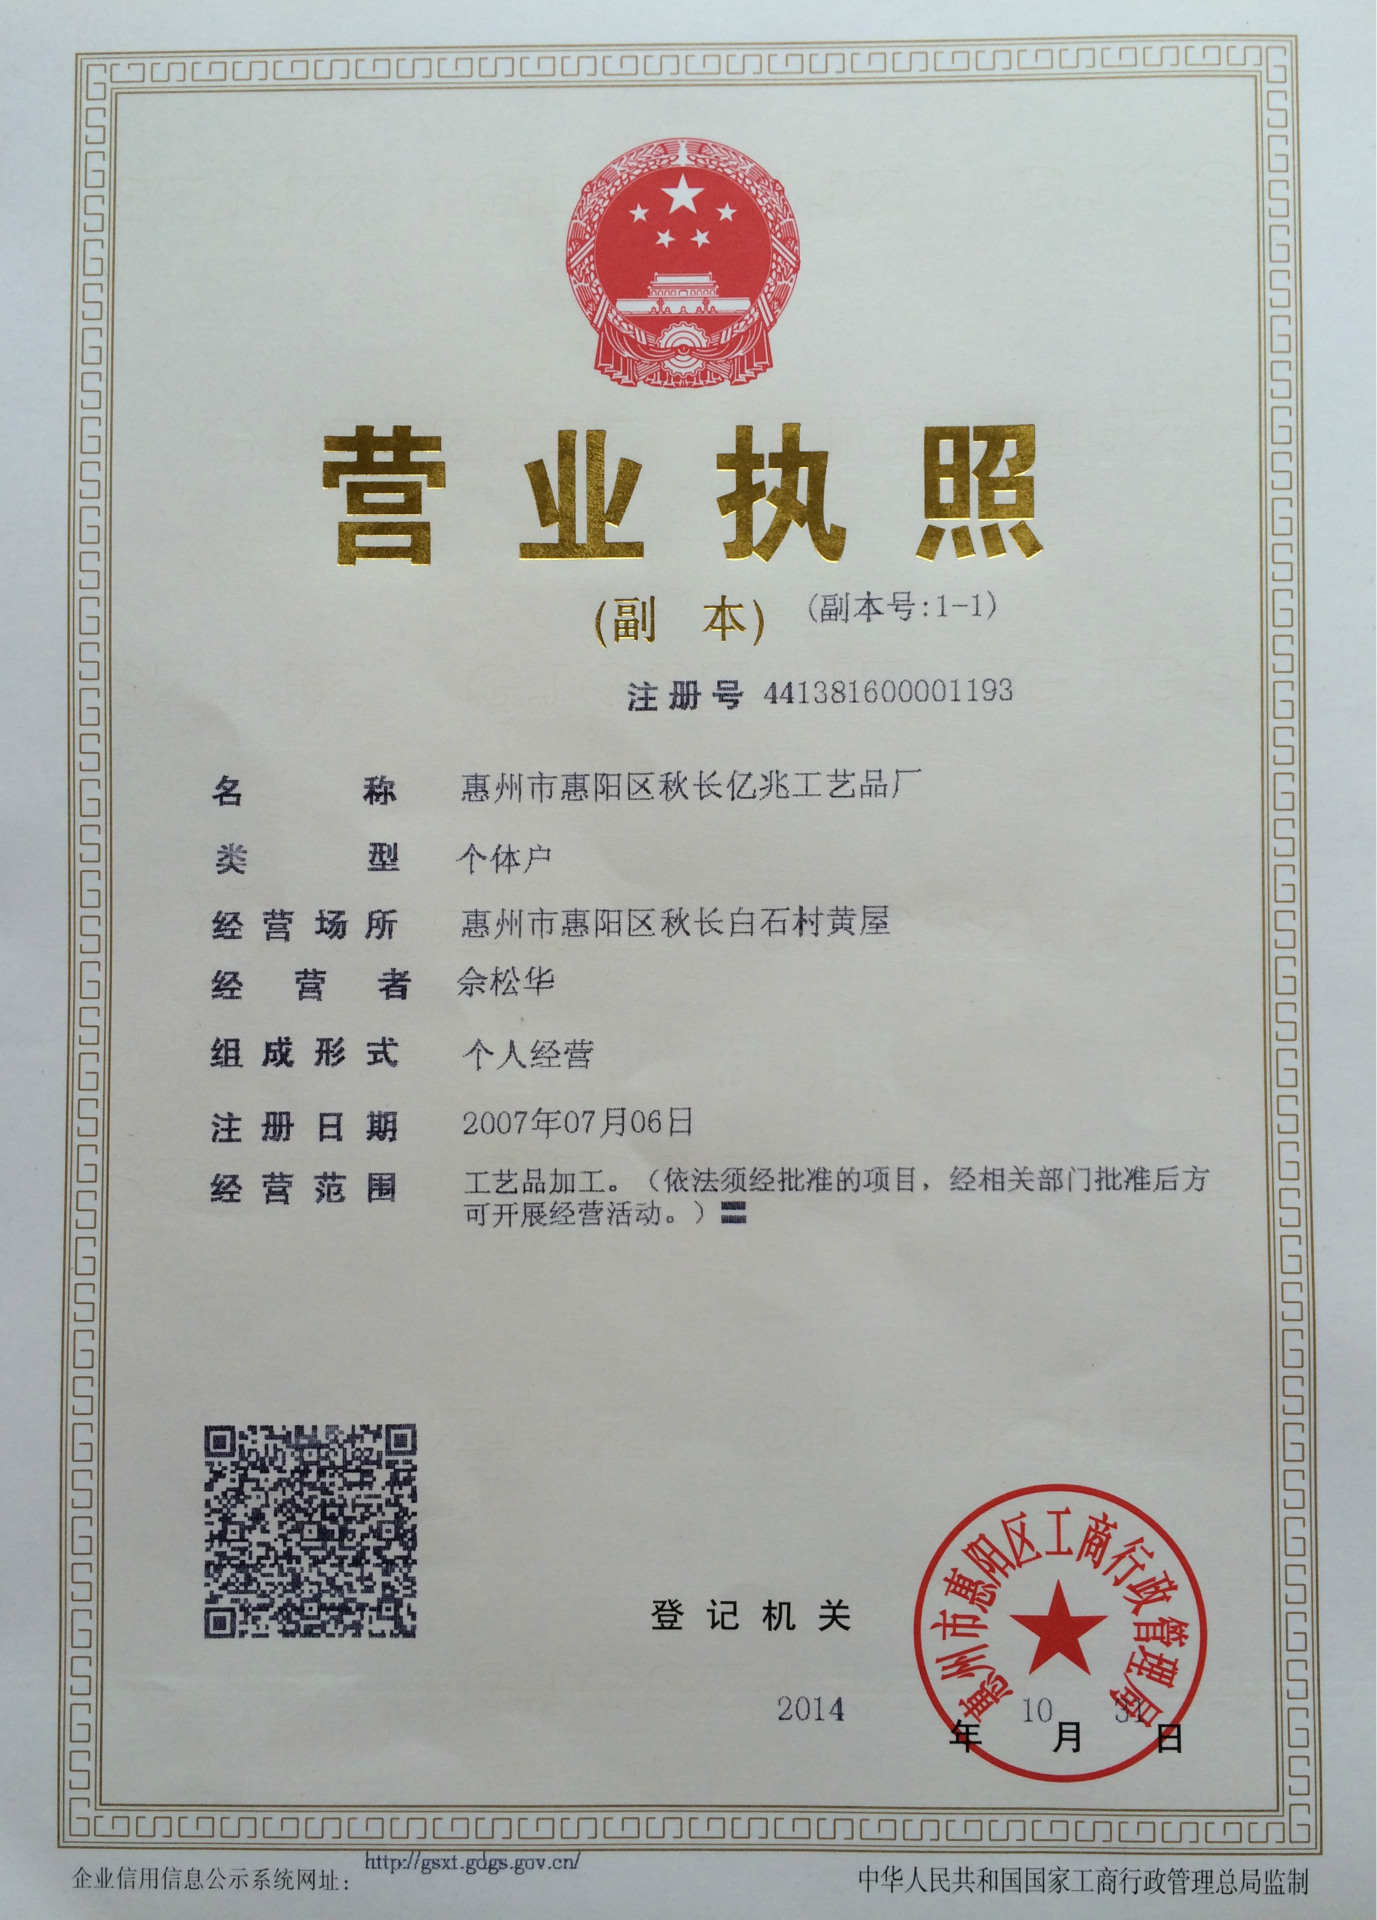 营业执照
(副 本) (副本号:1-1)
注册号 441381600001193
名 称 惠州市惠阳区秋长亿兆工艺品厂
类 型 个体户
经营场所 惠州市惠阳区秋长白石村黄屋
经 营 者 佘松华
组成形式 个人经营
注册日期 2007年07月06日
经营范围 工艺品加工。（依法须经批准的项目，经相关部门批准后方
可开展经营活动。）
惠州市惠阳区工商行政管理局
登记机关
2014年10月31日
企业信用信息公示系统网址： http://gsxt.gdgs.gov.cn/
中华人民共和国国家工商行政管理总局监制